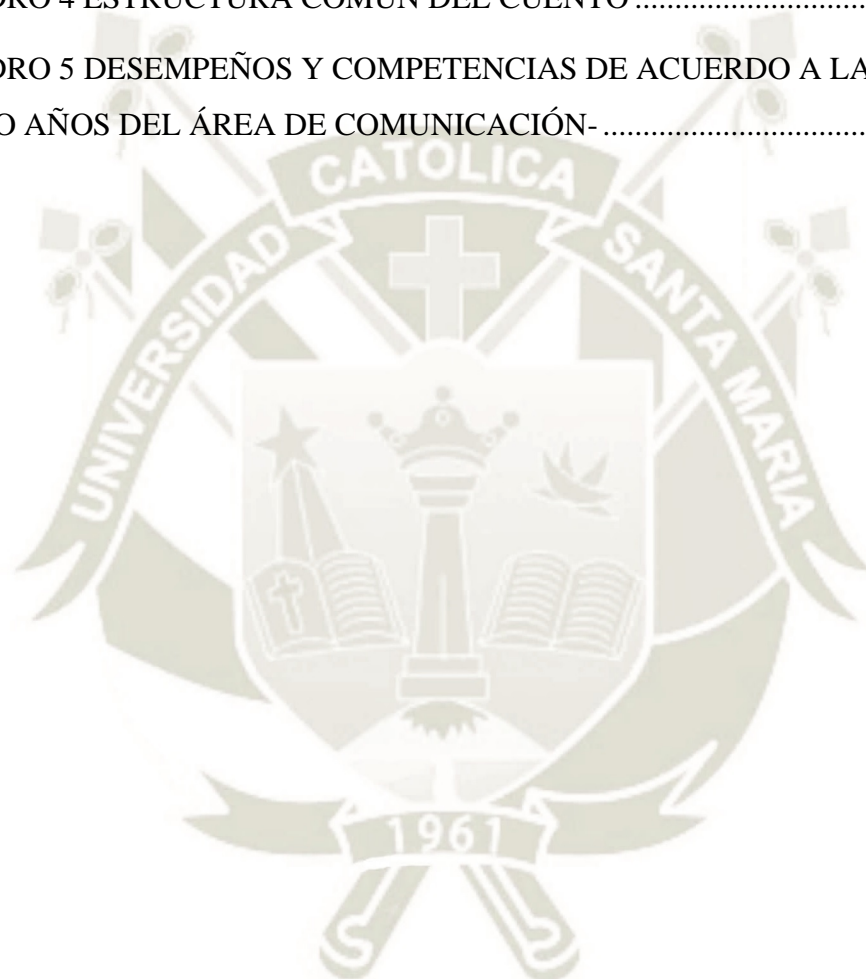 DRO 4 ESTRUCTURA COMÚN DEL CUENTO ....................................
DRO 5 DESEMPEÑOS Y COMPETENCIAS DE ACUERDO A LA
O AÑOS DEL ÁREA DE COMUNICACIÓN- ....................................
UNIVERSIDAD CATOLICA SANTA MARIA
1961